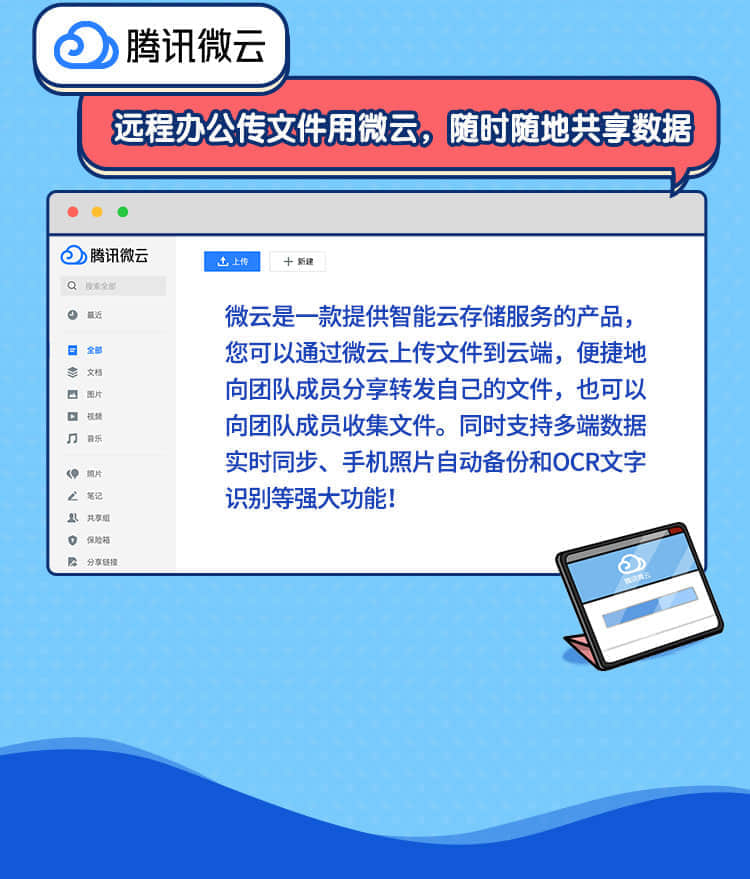 腾讯微云
远程办公传文件用微云，随时随地共享数据
腾讯微云
上传
新建
搜索全部
最近
全部
文档
图片
视频
音乐
照片
笔记
共享组
保险箱
分享链接
微云是一款提供智能云存储服务的产品，
您可以通过微云上传文件到云端，便捷地
向团队成员分享转发自己的文件，也可以
向团队成员收集文件。同时支持多端数据
实时同步、手机照片自动备份和OCR文字
识别等强大功能！
腾讯微云